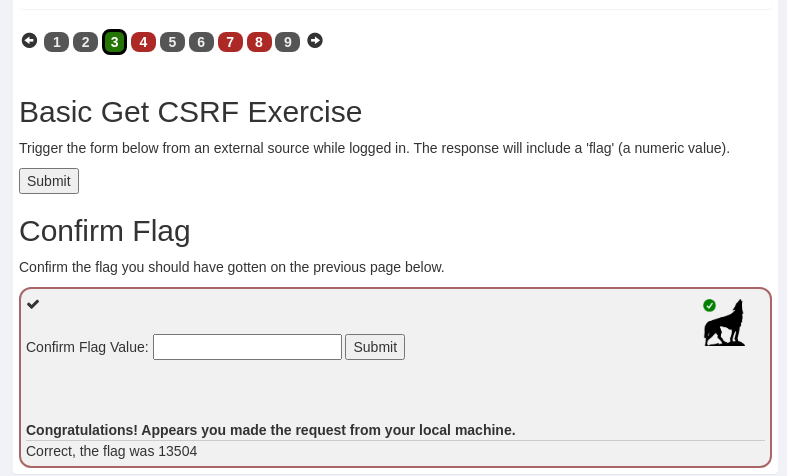 1 2 3 4 5 6 7 8 9
Basic Get CSRF Exercise
Trigger the form below from an external source while logged in. The response will include a 'flag' (a numeric value).
Submit
Confirm Flag
Confirm the flag you should have gotten on the previous page below.
Confirm Flag Value: Submit
Congratulations! Appears you made the request from your local machine.
Correct, the flag was 13504